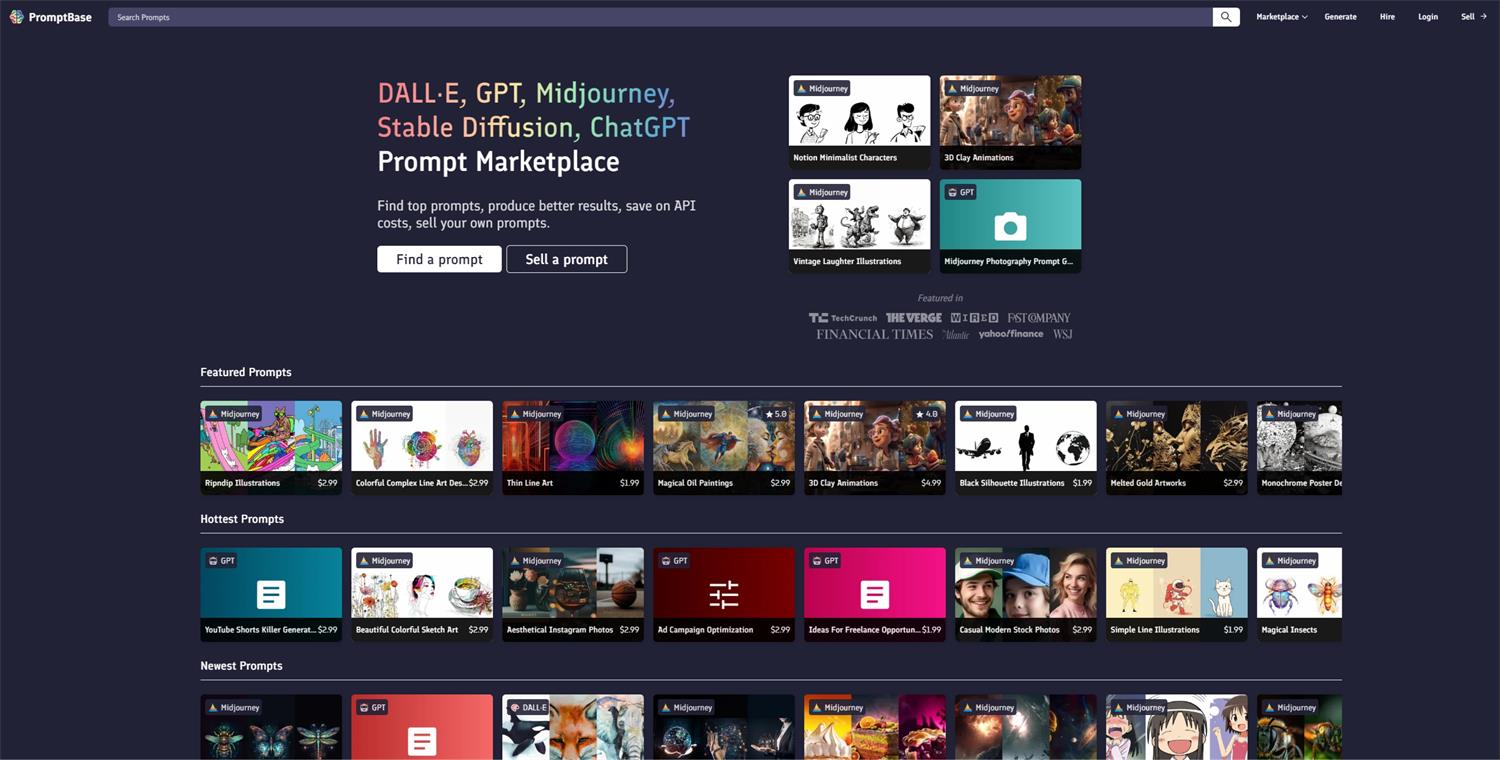 PromptBase
Search Prompts
Marketplace
Generate
Hire
Login
Sell
DALL·E, GPT, Midjourney,
Stable Diffusion, ChatGPT
Prompt Marketplace
Find top prompts, produce better results, save on API
costs, sell your own prompts.
Find a prompt
Sell a prompt
Midjourney
Notion Minimalist Characters
Midjourney
3D Clay Animations
Midjourney
Vintage Laughter Illustrations
GPT
Midjourney Photography Prompt G...
Featured in
TC TechCrunch THE VERGE WIRED FAST COMPANY
FINANCIAL TIMES The Atlantic yahoo!finance WSJ
Featured Prompts
Midjourney
Ripndip Illustrations $2.99
Midjourney
Colorful Complex Line Art Des... $2.99
Midjourney
Thin Line Art $1.99
Midjourney 5.0
Magical Oil Paintings $2.99
Midjourney 4.0
3D Clay Animations $4.99
Midjourney
Black Silhouette Illustrations $1.99
Midjourney
Melted Gold Artworks $2.99
Midjourney
Monochrome Poster De
Hottest Prompts
GPT
YouTube Shorts Killer Generat... $2.99
Midjourney
Beautiful Colorful Sketch Art $2.99
Midjourney
Aesthetical Instagram Photos $2.99
GPT
Ad Campaign Optimization $2.99
GPT
Ideas For Freelance Opportun... $1.99
Midjourney
Casual Modern Stock Photos $2.99
Midjourney
Simple Line Illustrations $1.99
Midjourney
Magical Insects
Newest Prompts
Midjourney
GPT
DALL·E
Midjourney
Midjourney
Midjourney
Midjourney
Midjourney